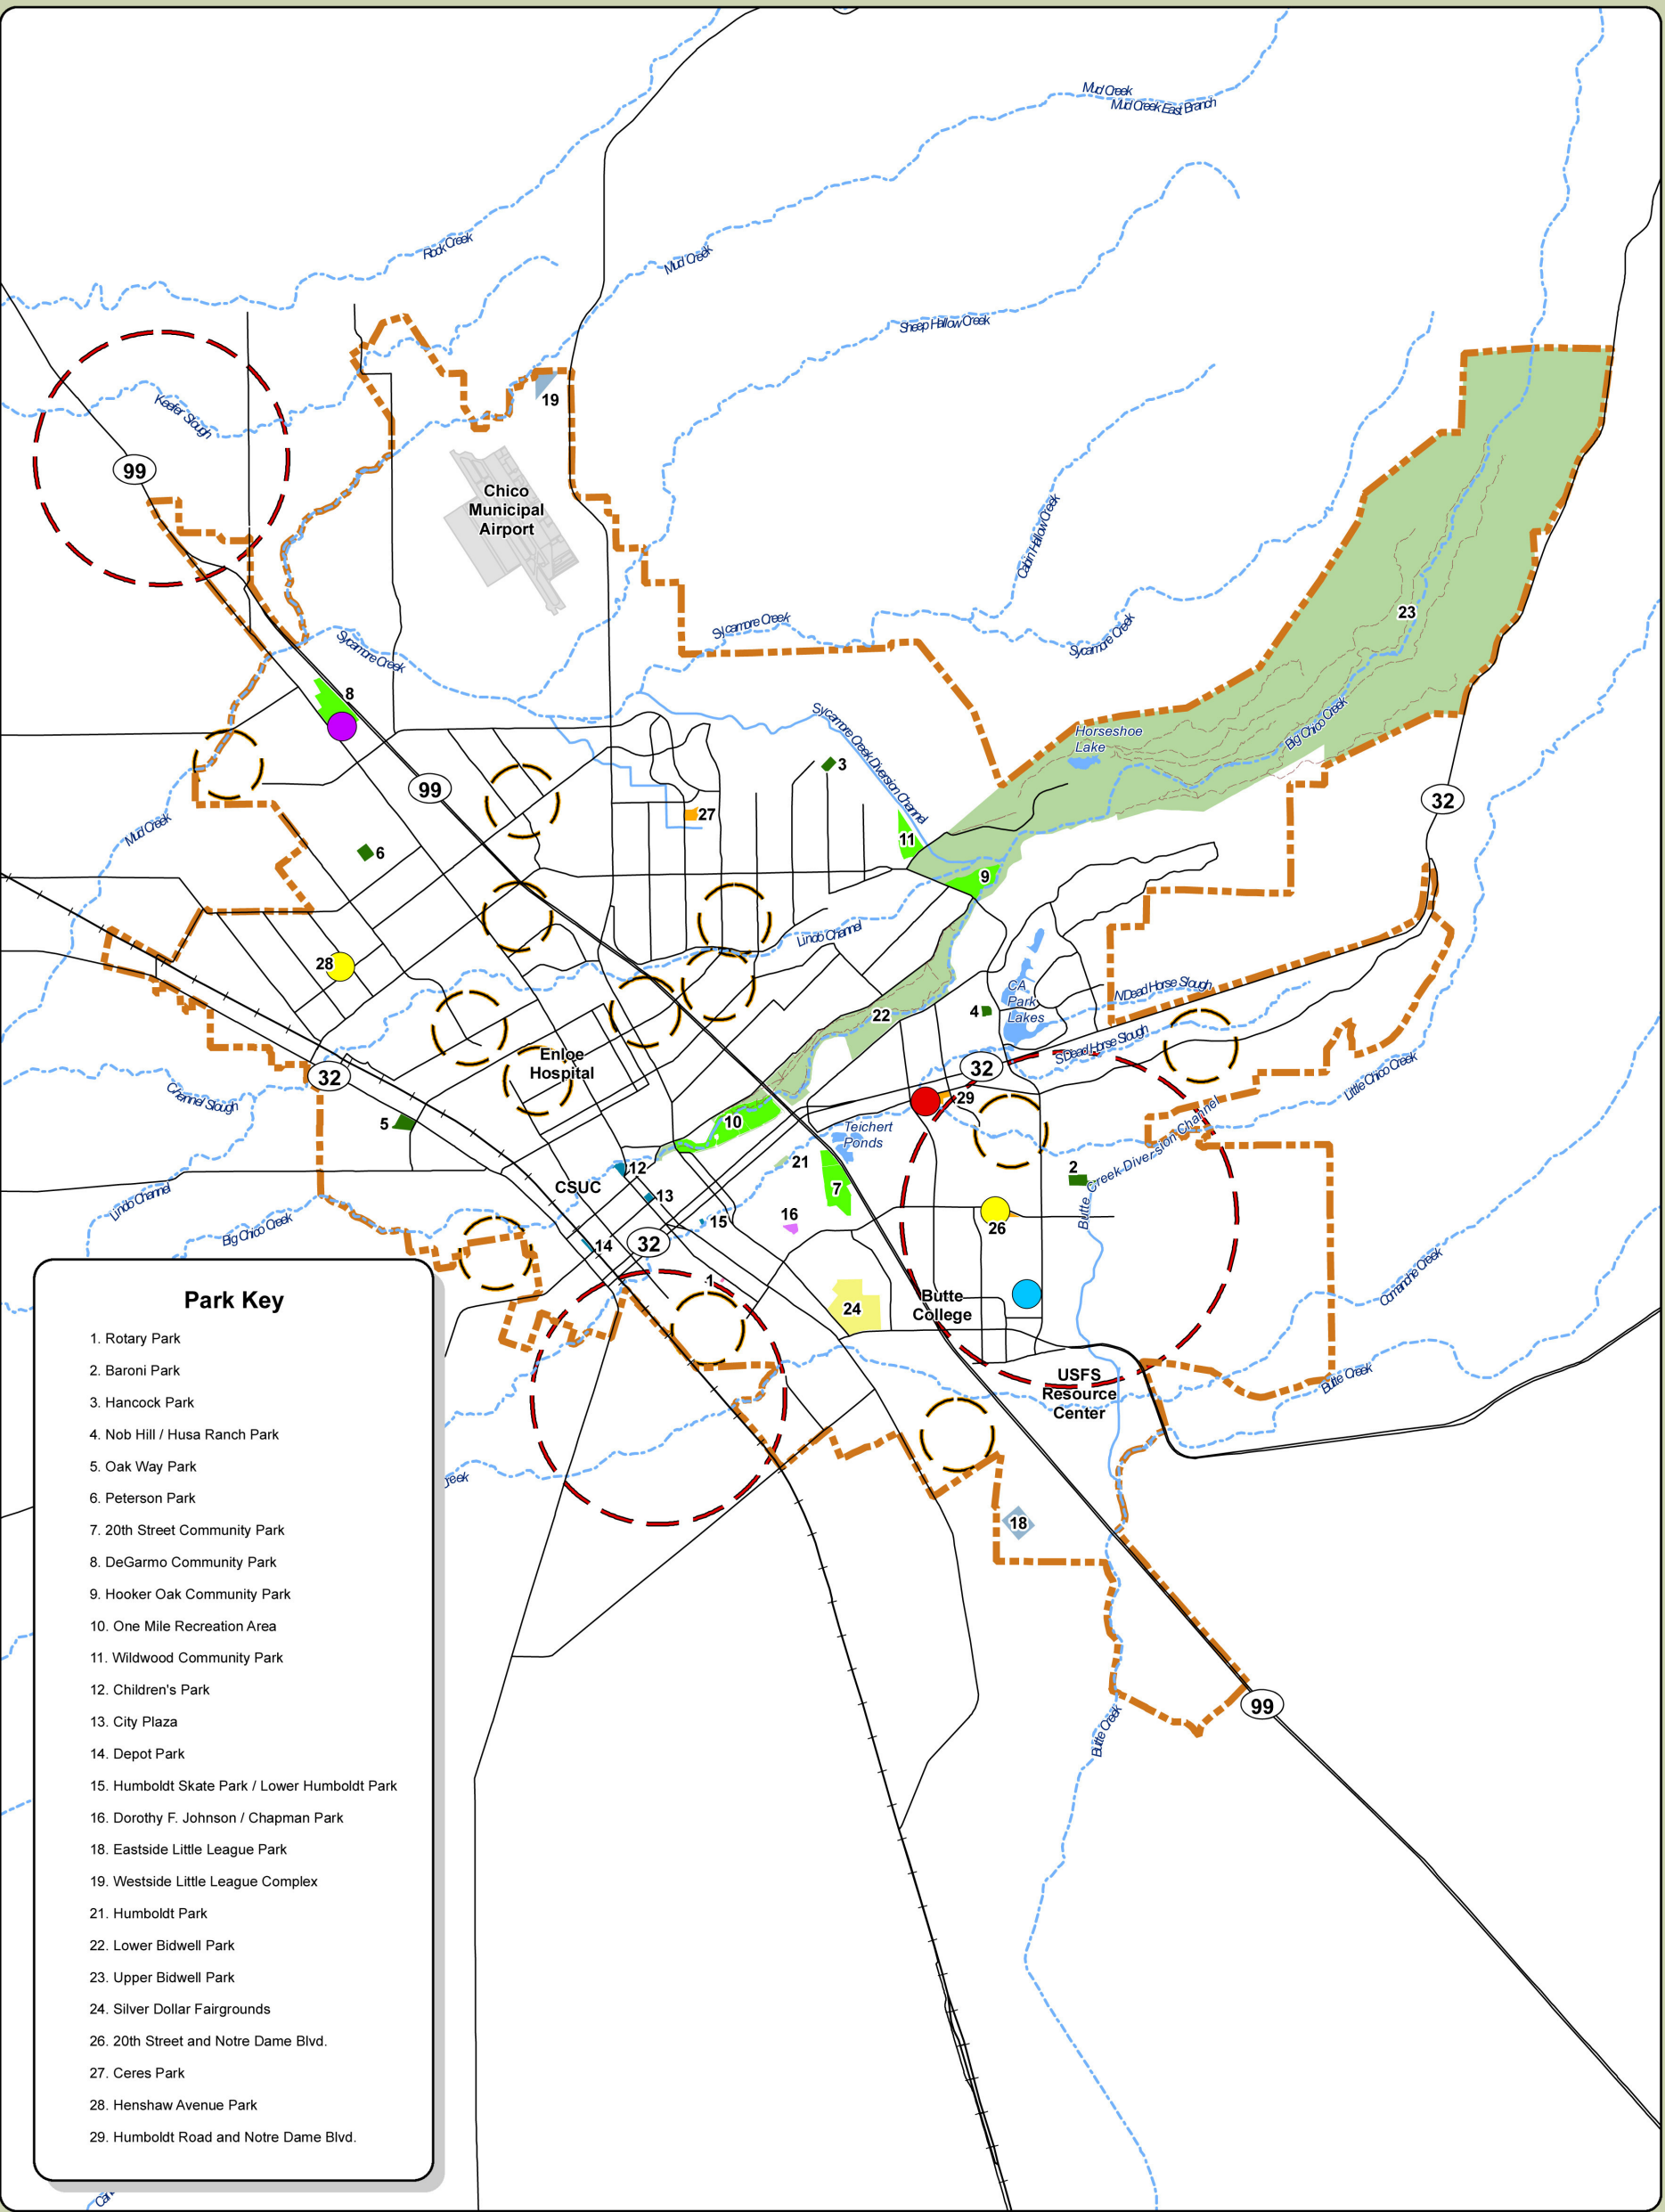 Mud Creek
Mud Creek East Branch
Rock Creek
Mud Creek
Sheep Hallow Creek
Keefer Slough
19
99
Chico
Municipal
Airport
Cabin Hallow Creek
23
Sycamore Creek
Sycamore Creek
Sycamore Creek
8
Sycamore Creek Diversion Channel
Horseshoe
Lake
Big Chico Creek
3
99
32
27
Mud Creek
11
6
9
Lindo Channel
28
CA
Park
Lakes
N Dead Horse Slough
4
22
S Dead Horse Slough
Enloe
Hospital
32
32
Little Chico Creek
Channel Slough
29
5
10
Teichert
Ponds
Butte Creek Diversion Channel
21
12
2
CSUC
7
13
Lindo Channel
16
15
26
Big Chico Creek
14
32
Comanche Creek
1
24
Butte
College
USFS
Resource
Center
Butte Creek
reek
18
99
Butte Creek
Park Key
1. Rotary Park
2. Baroni Park
3. Hancock Park
4. Nob Hill / Husa Ranch Park
5. Oak Way Park
6. Peterson Park
7. 20th Street Community Park
8. DeGarmo Community Park
9. Hooker Oak Community Park
10. One Mile Recreation Area
11. Wildwood Community Park
12. Children's Park
13. City Plaza
14. Depot Park
15. Humboldt Skate Park / Lower Humboldt Park
16. Dorothy F. Johnson / Chapman Park
18. Eastside Little League Park
19. Westside Little League Complex
21. Humboldt Park
22. Lower Bidwell Park
23. Upper Bidwell Park
24. Silver Dollar Fairgrounds
26. 20th Street and Notre Dame Blvd.
27. Ceres Park
28. Henshaw Avenue Park
29. Humboldt Road and Notre Dame Blvd.